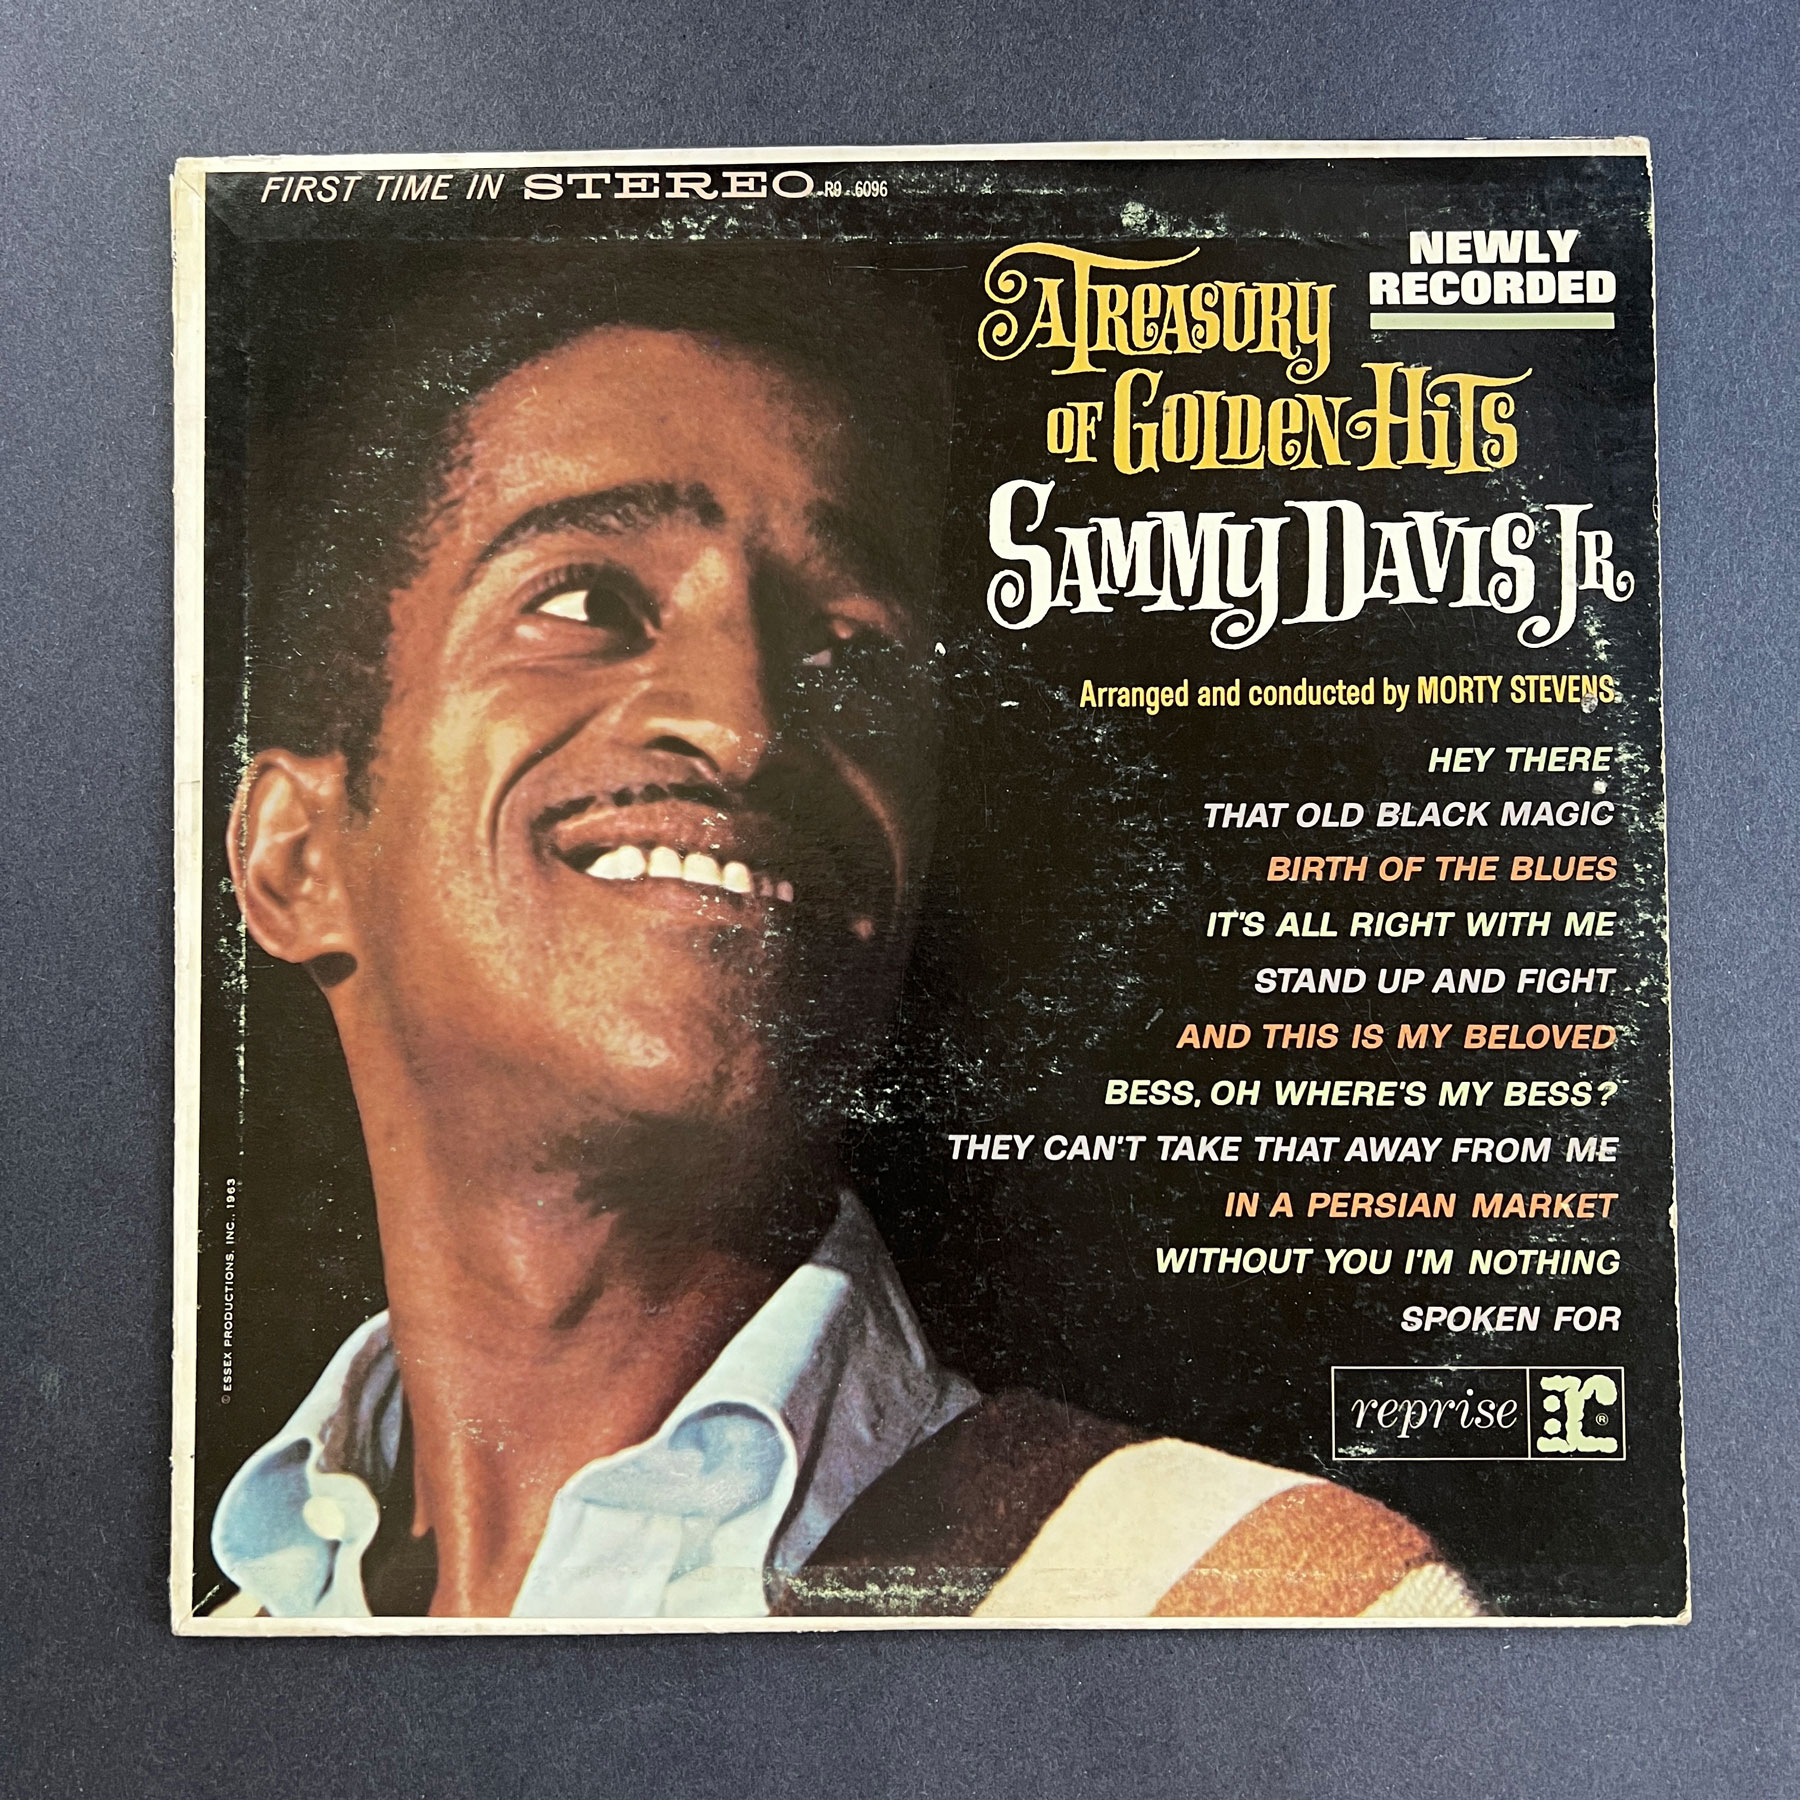 FIRST TIME IN STEREO R9-6096
NEWLY
RECORDED
A TREASURY
OF GOLDEN HITS
SAMMY DAVIS JR.
Arranged and conducted by MORTY STEVENS
HEY THERE
THAT OLD BLACK MAGIC
BIRTH OF THE BLUES
IT'S ALL RIGHT WITH ME
STAND UP AND FIGHT
AND THIS IS MY BELOVED
BESS, OH WHERE'S MY BESS?
THEY CAN'T TAKE THAT AWAY FROM ME
IN A PERSIAN MARKET
WITHOUT YOU I'M NOTHING
SPOKEN FOR
reprise r ®
© ESSEX PRODUCTIONS, INC., 1963